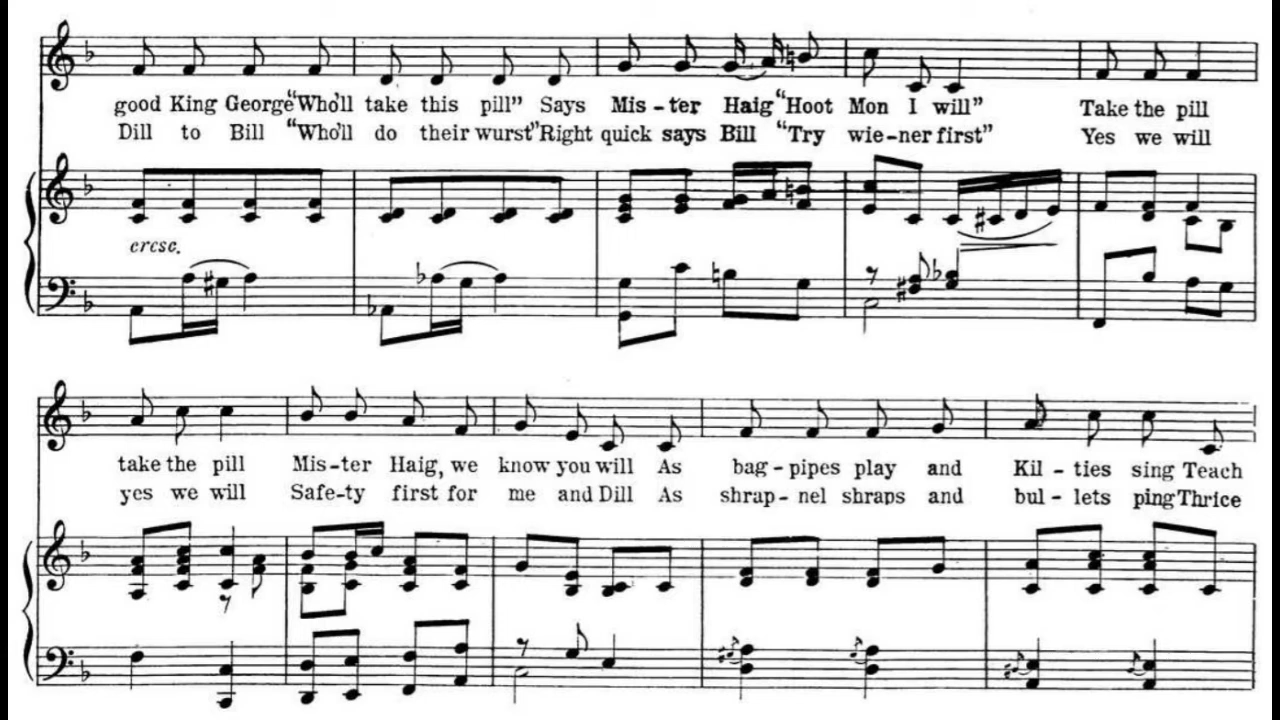 good King George "Who'll take this pill" Says Mis-ter Haig "Hoot Mon I will" Take the pill
Dill to Bill "Who'll do their wurst" Right quick says Bill "Try wie-ner first" Yes we will
cresc.
take the pill Mis-ter Haig, we know you will As bag-pipes play and Kil-ties sing Teach
yes we will Safe-ty first for me and Dill As shrap-nel shraps and bul-lets ping Thrice